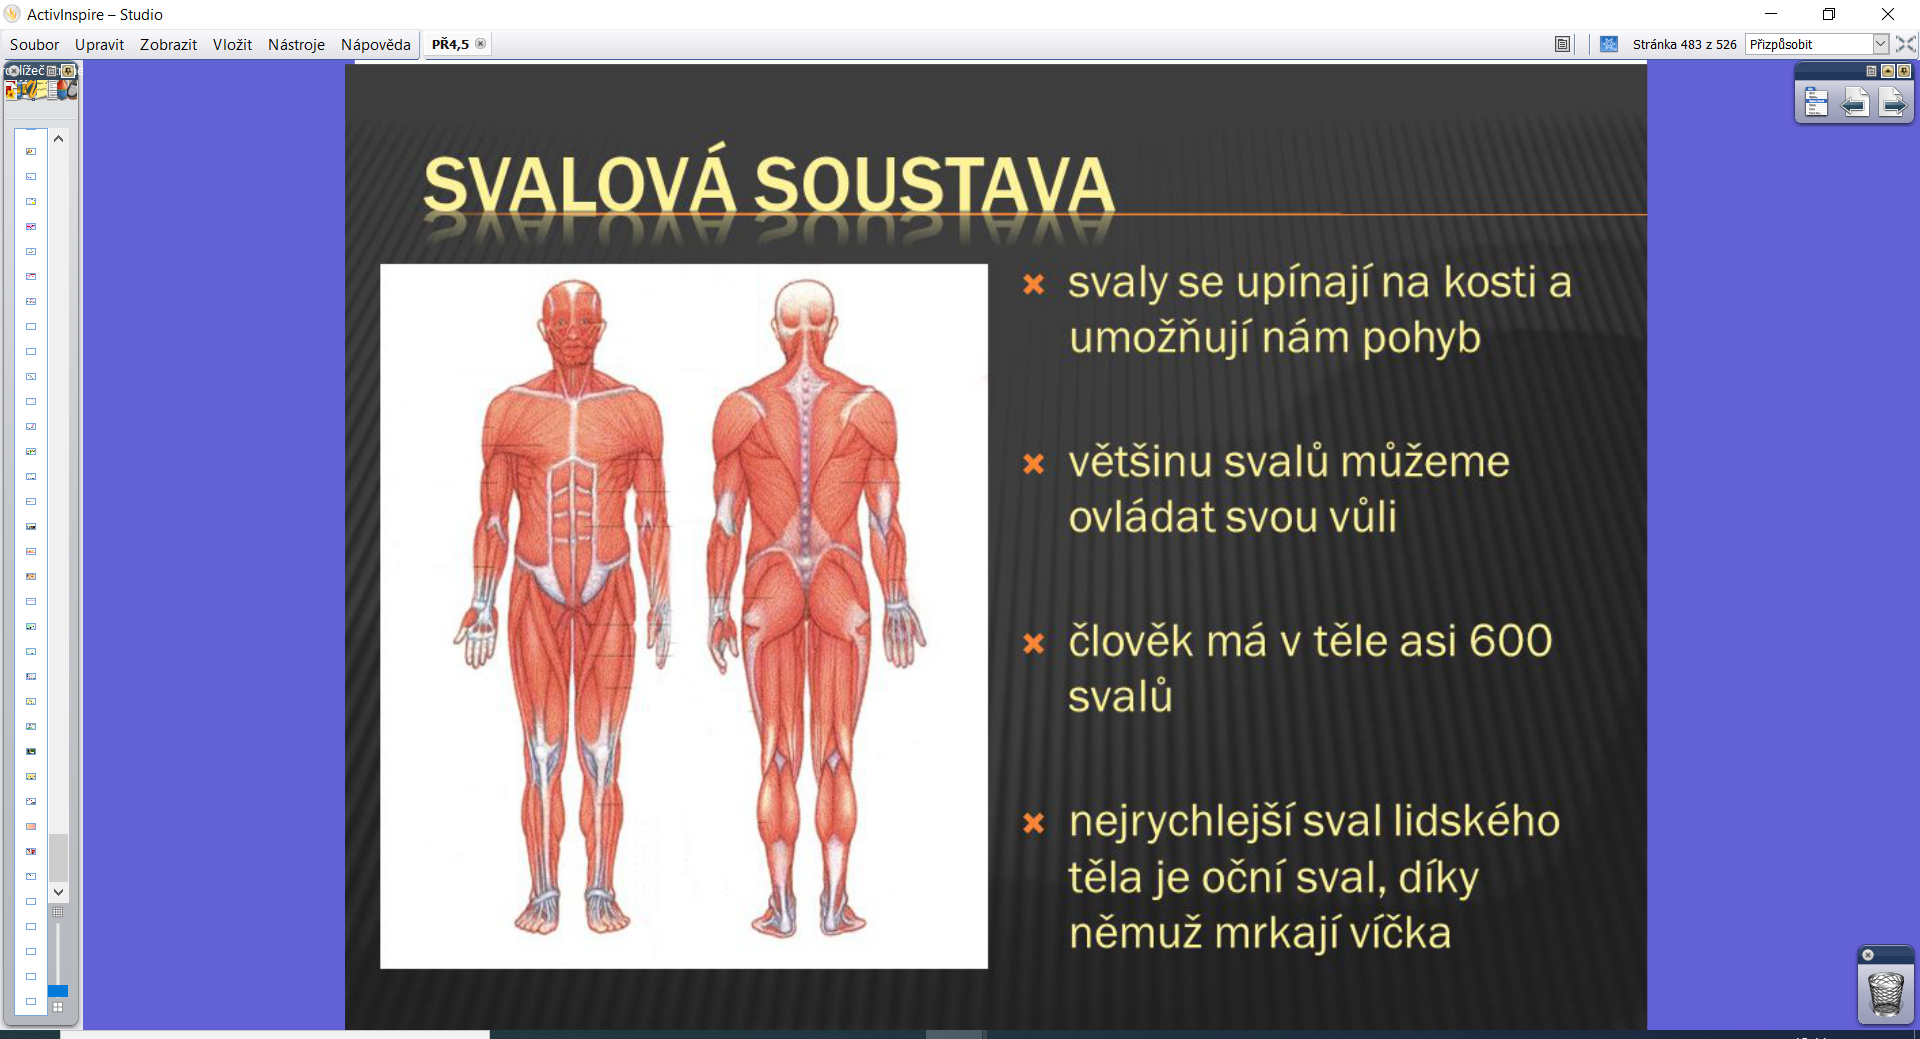 ActivInspire – Studio
Soubor Upravit Zobrazit Vložit Nástroje Nápověda PŘ4,5 Stránka 483 z 526 Přizpůsobit
SVALOVÁ SOUSTAVA
svaly se upínají na kosti a
umožňují nám pohyb
většinu svalů můžeme
ovládat svou vůli
člověk má v těle asi 600
svalů
nejrychlejší sval lidského
těla je oční sval, díky
němuž mrkají víčka